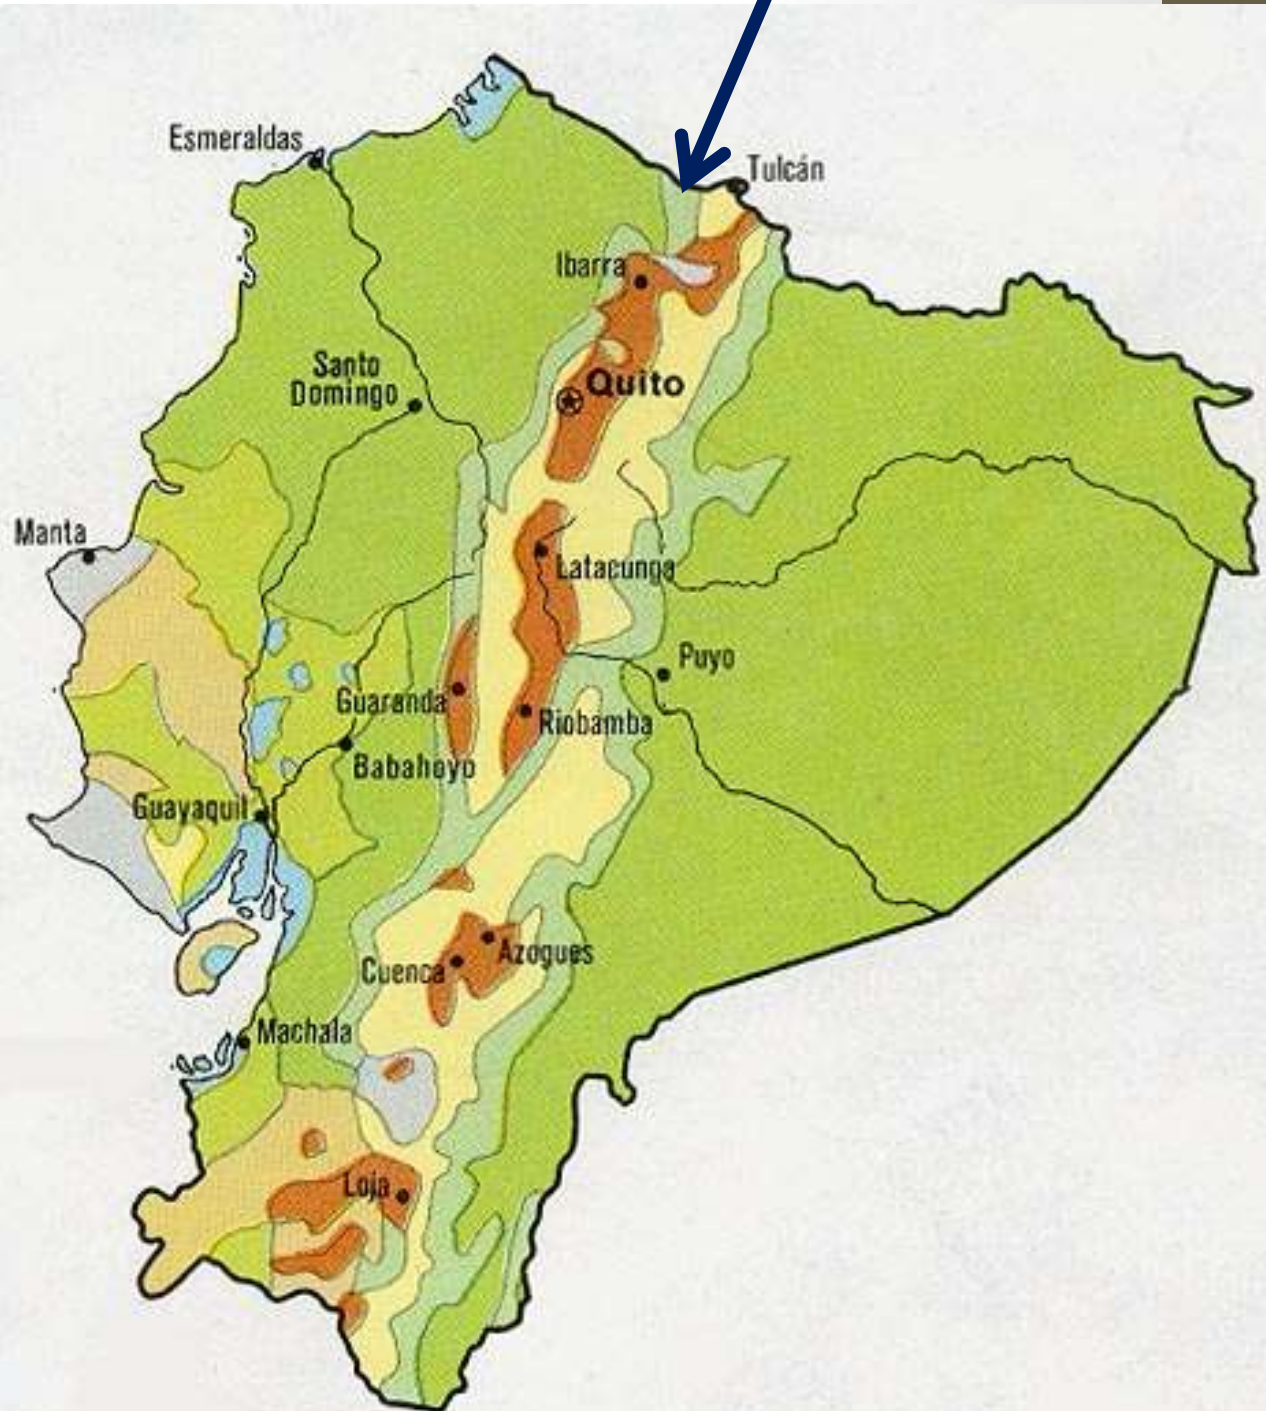 Esmeraldas
Tulcán
Ibarra
Santo
Domingo
Quito
Manta
Latacunga
Puyo
Guaranda
Riobamba
Babahoyo
Guayaquil
Azogues
Cuenca
Machala
Loja